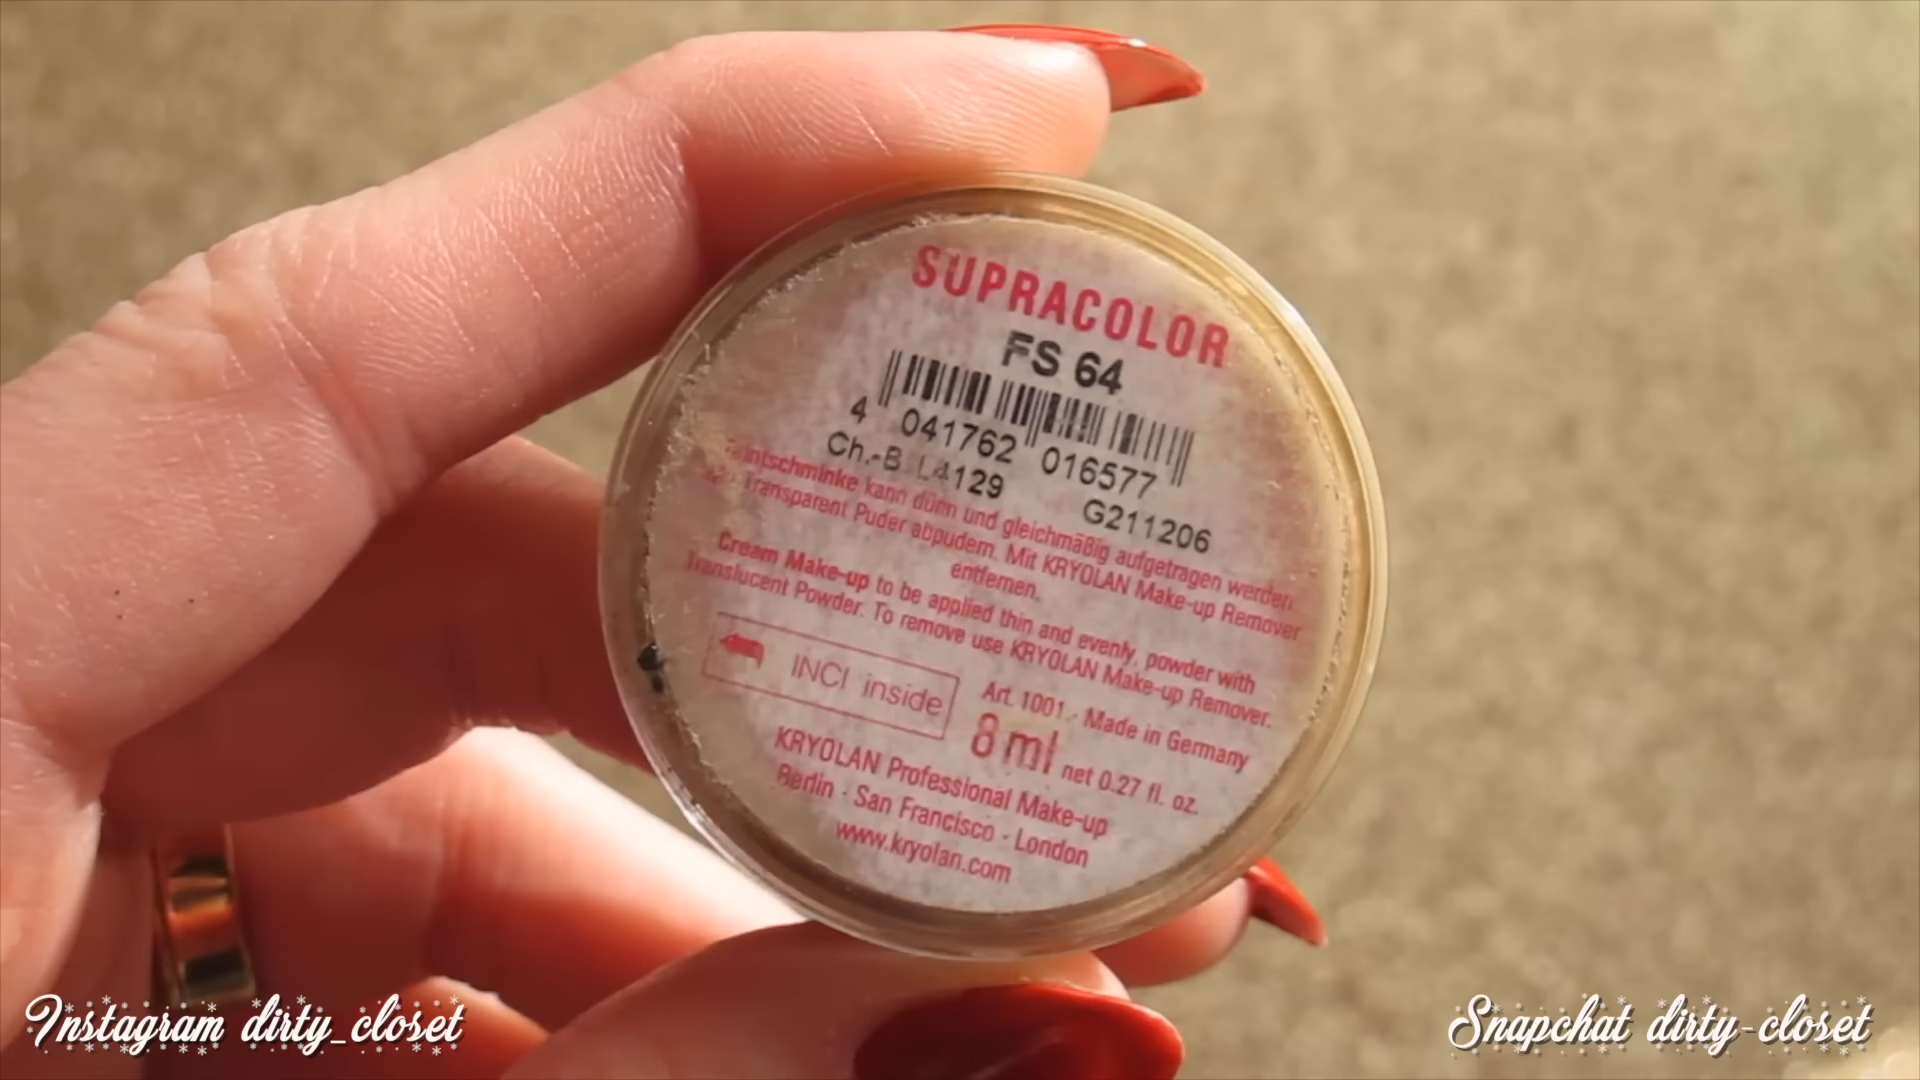 SUPRACOLOR
FS 64
4 041762 016577
Ch.-B L4129 G211206
kann dünn und gleichmäßig aufgetragen werden.
Transparent Puder abpudern. Mit KRYOLAN Make-up Remover
entfernen.
Cream Make-up to be applied thin and evenly, powder with
Translucent Powder. To remove use KRYOLAN Make-up Remover.
INCI inside
Art. 1001 · Made in Germany
8 ml net 0.27 fl. oz.
KRYOLAN Professional Make-up
Berlin · San Francisco · London
www.kryolan.com
Instagram dirty_closet
Snapchat dirty-closet